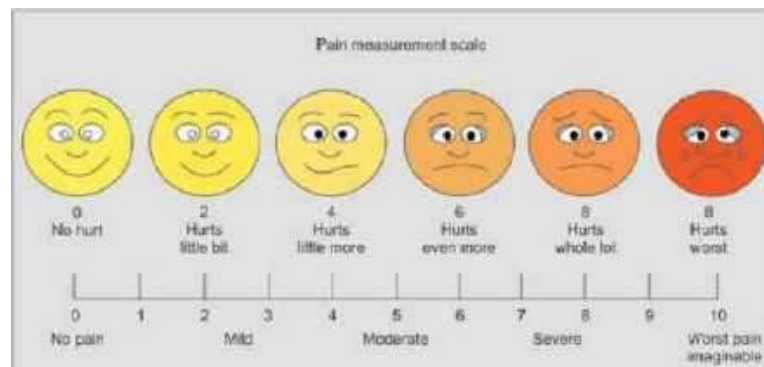 Pain measurement scale
0 2 4 6 8 8
No hurt Hurts Hurts Hurts Hurts Hurts
little bit little more even more whole lot worst
0 1 2 3 4 5 6 7 8 9 10
No pain Mild Moderate Severe Worst pain
imaginable